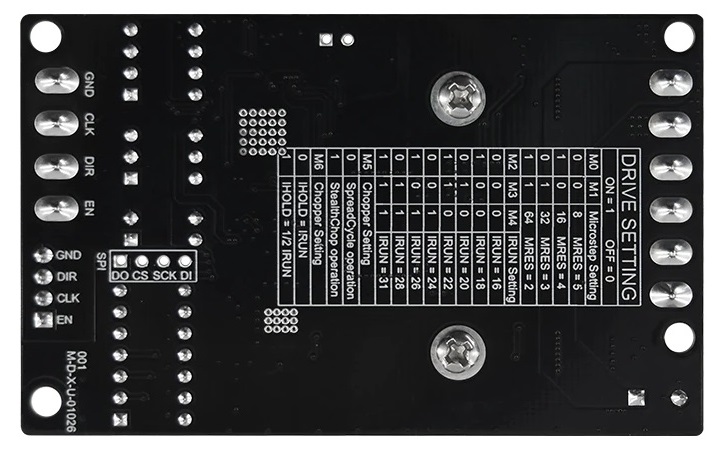 GND
CLK
DIR
EN
GND
DIR
CLK
EN
SPI
DO CS SCK DI
001
M-D-X-U-01026
DRIVE SETTING
ON = 1 OFF = 0
M0 M1 Microstep Setting
0 0 8 MRES = 5
1 0 16 MRES = 4
0 1 32 MRES = 3
1 1 64 MRES = 2
M2 M3 M4 IRUN Setting
0 0 0 IRUN = 16
1 0 0 IRUN = 18
0 1 0 IRUN = 20
1 1 0 IRUN = 22
0 0 1 IRUN = 24
1 0 1 IRUN = 26
0 1 1 IRUN = 28
1 1 1 IRUN = 31
M5 Chopper Setting
0 SpreadCycle operation
1 StealthChop operation
M6 Chopper Setting
0 IHOLD = IRUN
1 IHOLD = 1/2 IRUN